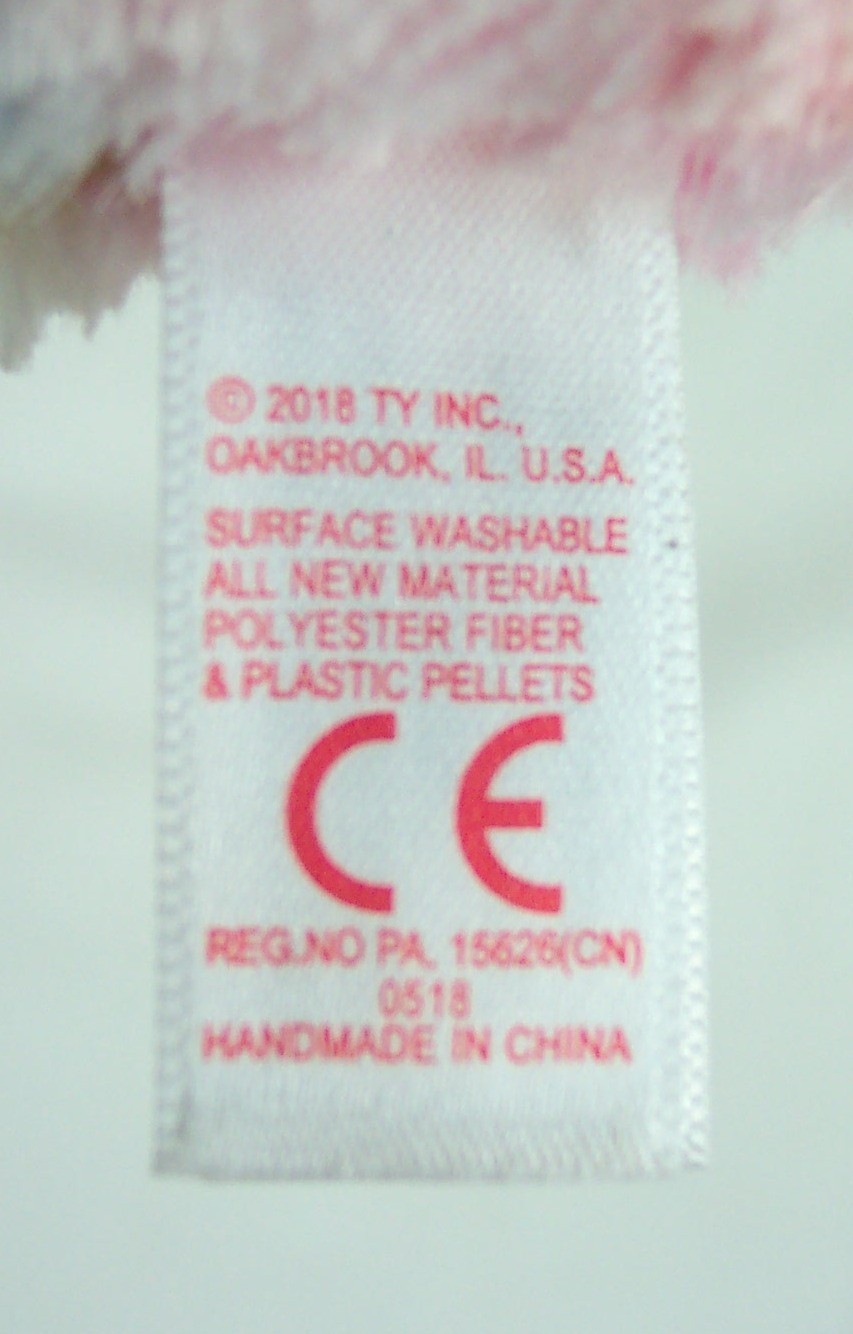 © 2018 TY INC.,
OAKBROOK, IL. U.S.A.
SURFACE WASHABLE
ALL NEW MATERIAL
POLYESTER FIBER
& PLASTIC PELLETS
CE
REG.NO PA. 15626(CN)
0518
HANDMADE IN CHINA